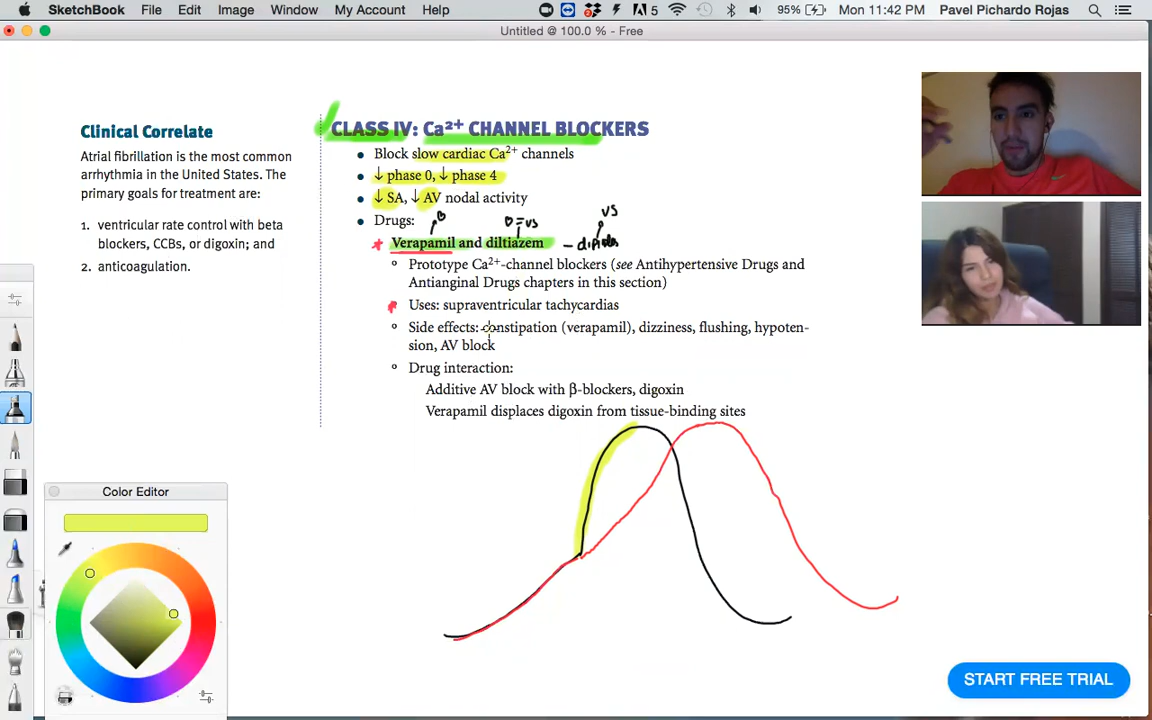 SketchBook File Edit Image Window My Account Help 5 95% Mon 11:42 PM Pavel Pichardo Rojas
Untitled @ 100.0 % - Free
Clinical Correlate
Atrial fibrillation is the most common
arrhythmia in the United States. The
primary goals for treatment are:
1. ventricular rate control with beta
blockers, CCBs, or digoxin; and
2. anticoagulation.
CLASS IV: Ca²⁺ CHANNEL BLOCKERS
• Block slow cardiac Ca²⁺ channels
• ↓ phase 0, ↓ phase 4
• ↓ SA, ↓ AV nodal activity
• Drugs:
VS
= VS
Verapamil and diltiazem
° Prototype Ca²⁺-channel blockers (see Antihypertensive Drugs and
Antianginal Drugs chapters in this section)
Uses: supraventricular tachycardias
° Side effects: constipation (verapamil), dizziness, flushing, hypoten-
sion, AV block
° Drug interaction:
Additive AV block with β-blockers, digoxin
Verapamil displaces digoxin from tissue-binding sites
Color Editor
START FREE TRIAL